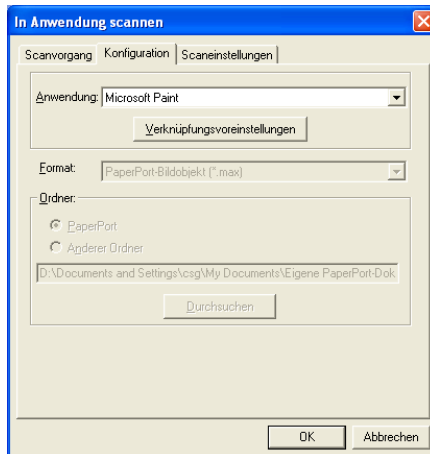 In Anwendung scannen
Scanvorgang Konfiguration Scaneinstellungen
Anwendung: Microsoft Paint
Verknüpfungsvoreinstellungen
Format: PaperPort-Bildobjekt (*.max)
Ordner:
PaperPort
Anderer Ordner
D:\Documents and Settings\csg\My Documents\Eigene PaperPort-Dok
Durchsuchen
OK Abbrechen